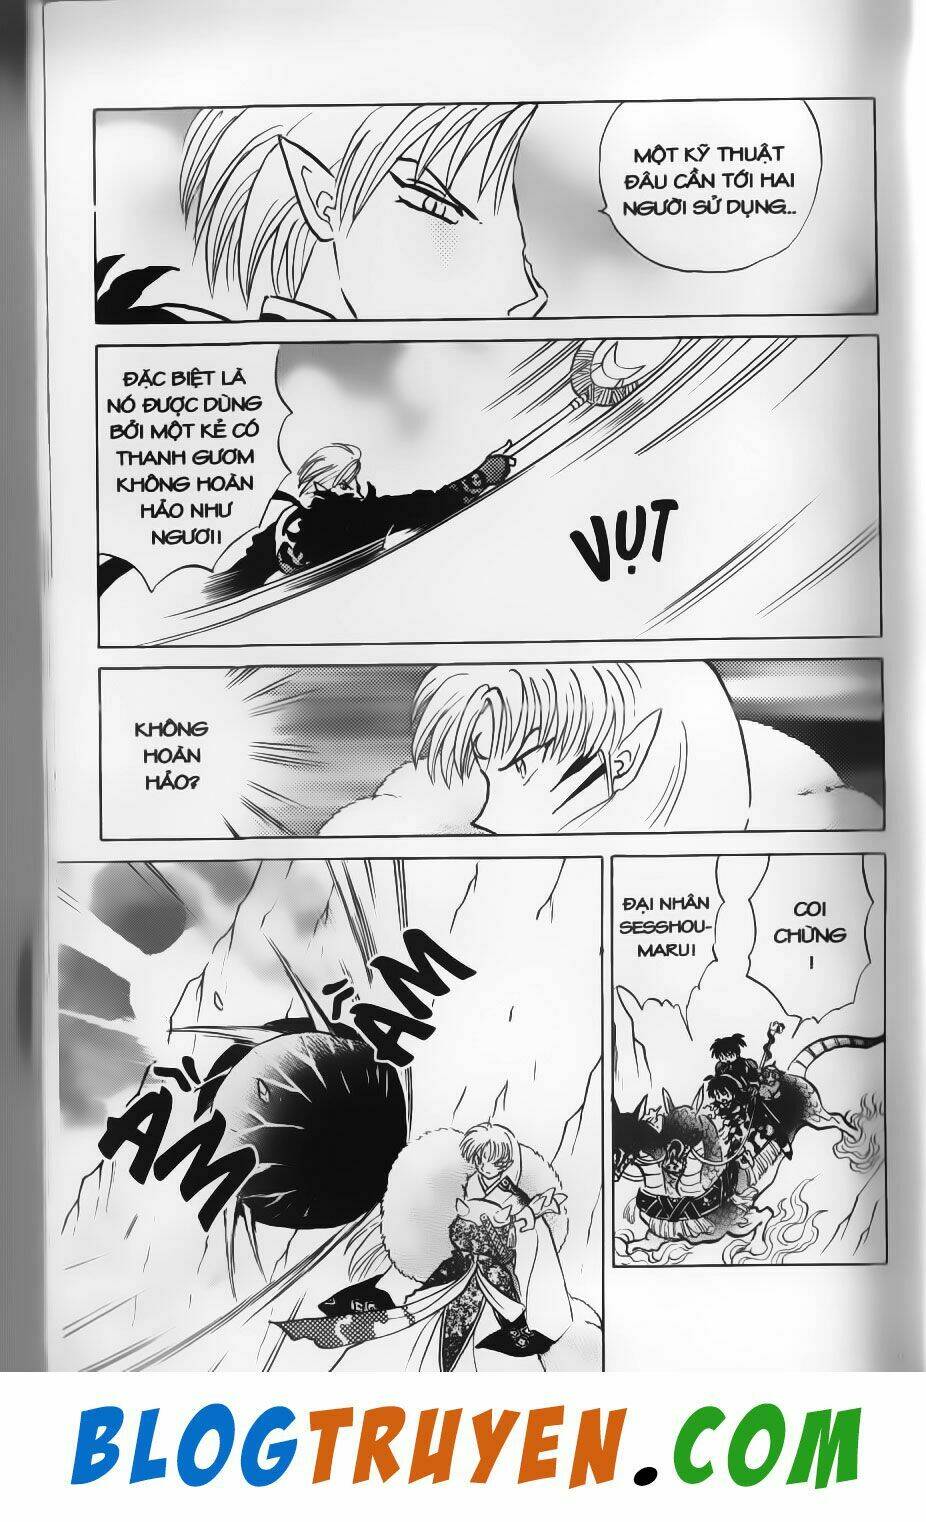 MỘT KỸ THUẬT
ĐÂU CẦN TỚI HAI
NGƯỜI SỬ DỤNG...
ĐẶC BIỆT LÀ
NÓ ĐƯỢC DÙNG
BỞI MỘT KẺ CÓ
THANH GƯƠM
KHÔNG HOÀN
HẢO NHƯ
NGƯƠI!
VỤT
KHÔNG
HOÀN
HẢO?
COI
CHỪNG
!
ĐẠI NHÂN
SESSHOU-
MARU!
ẦM
ẦM
BLOGTRUYEN.COM